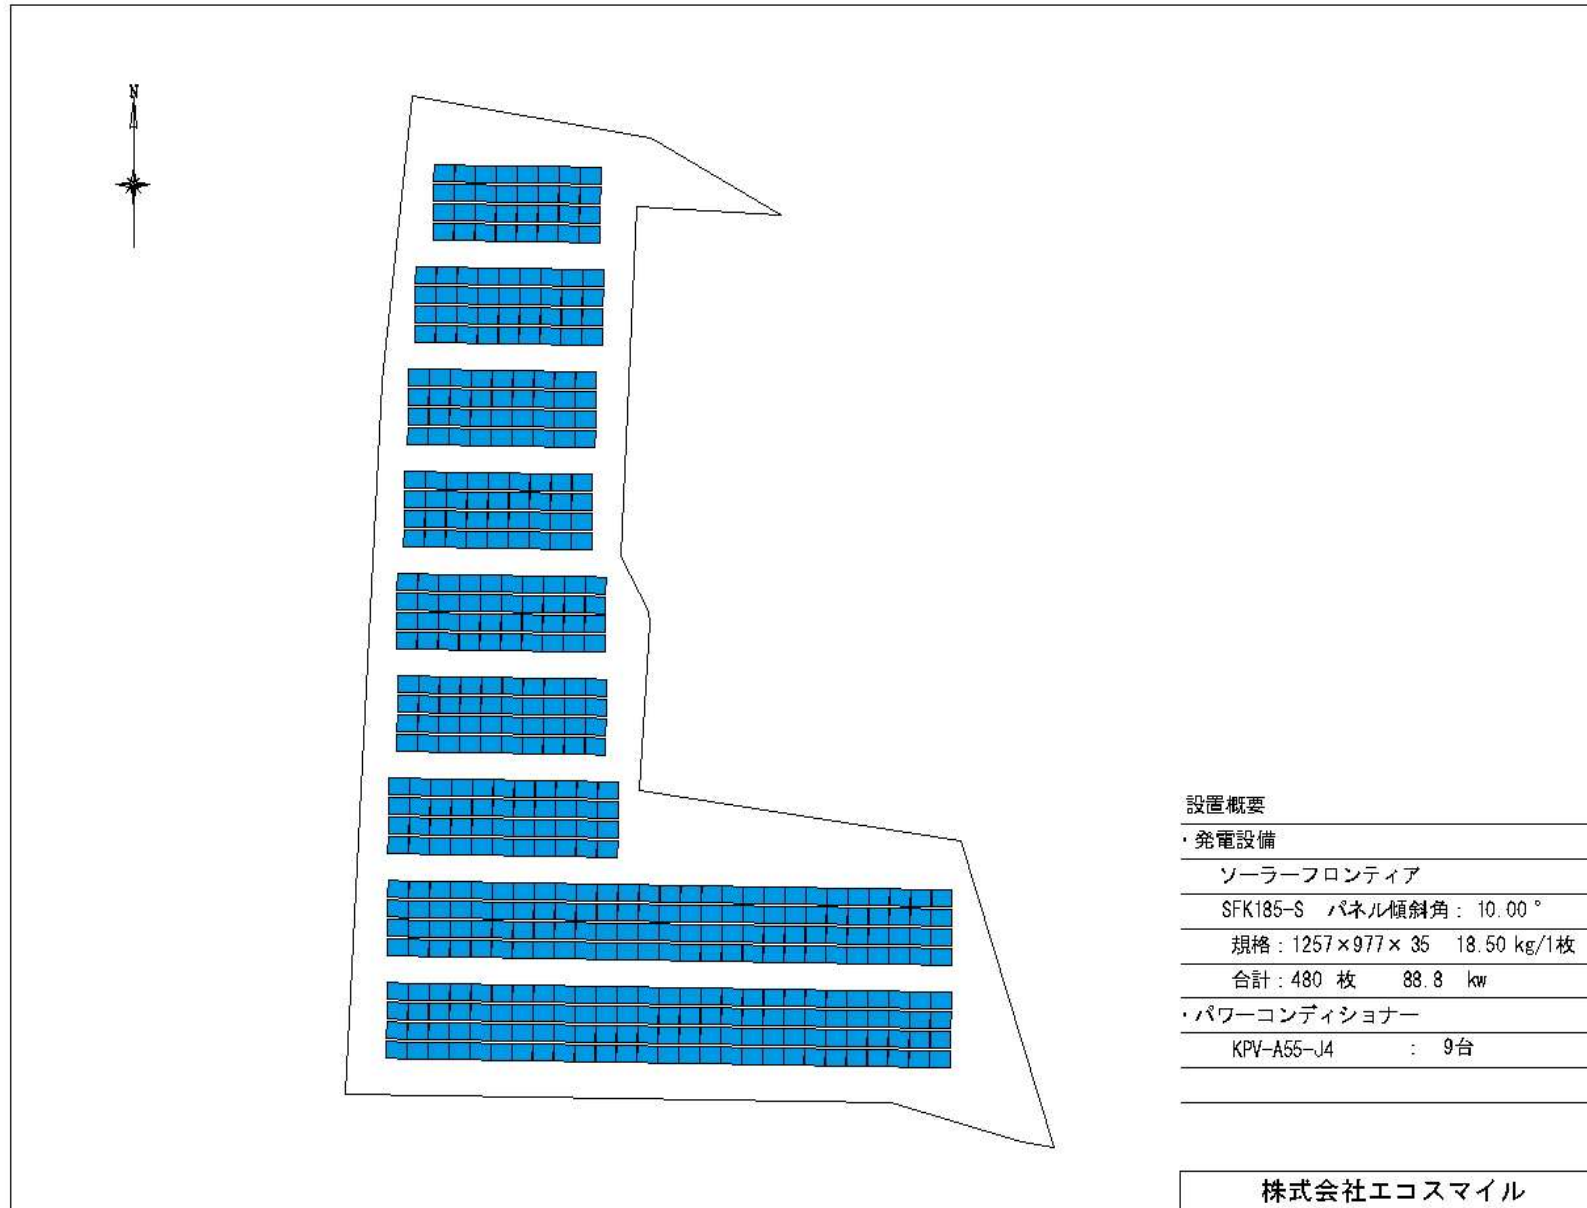 N
設置概要
・発電設備
ソーラーフロンティア
SFK185-S パネル傾斜角：10.00°
規格：1257×977×35 18.50 kg/1枚
合計：480 枚 88.8 kw
・パワーコンディショナー
KPV-A55-J4 ： 9台
株式会社エコスマイル